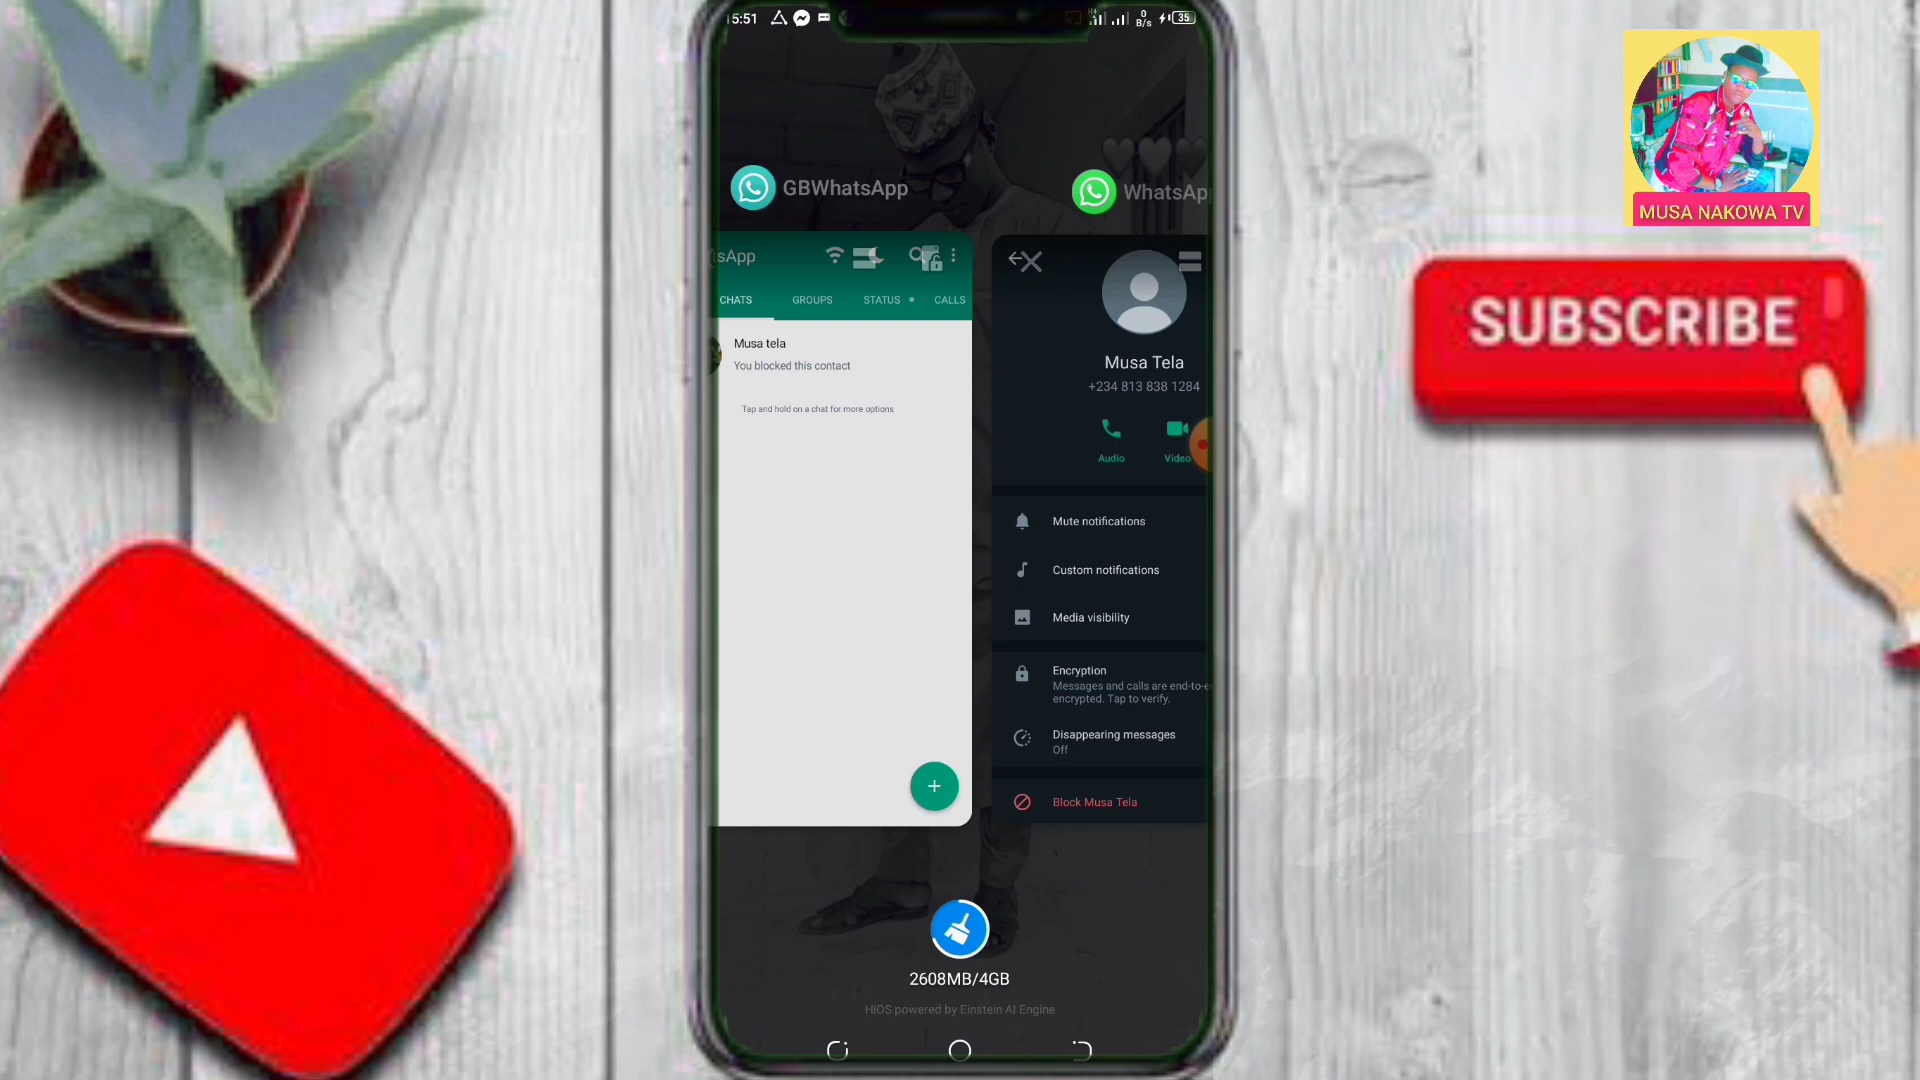 15:51
0
B/s
35
MUSA NAKOWA TV
GBWhatsApp
WhatsAp
sApp
CHATS
GROUPS
STATUS
CALLS
Musa tela
You blocked this contact
Tap and hold on a chat for more options
Musa Tela
+234 813 838 1284
Audio
Video
Mute notifications
Custom notifications
Media visibility
Encryption
Messages and calls are end-to-e
encrypted. Tap to verify.
Disappearing messages
Off
Block Musa Tela
SUBSCRIBE
2608MB/4GB
HiOS powered by Einstein AI Engine